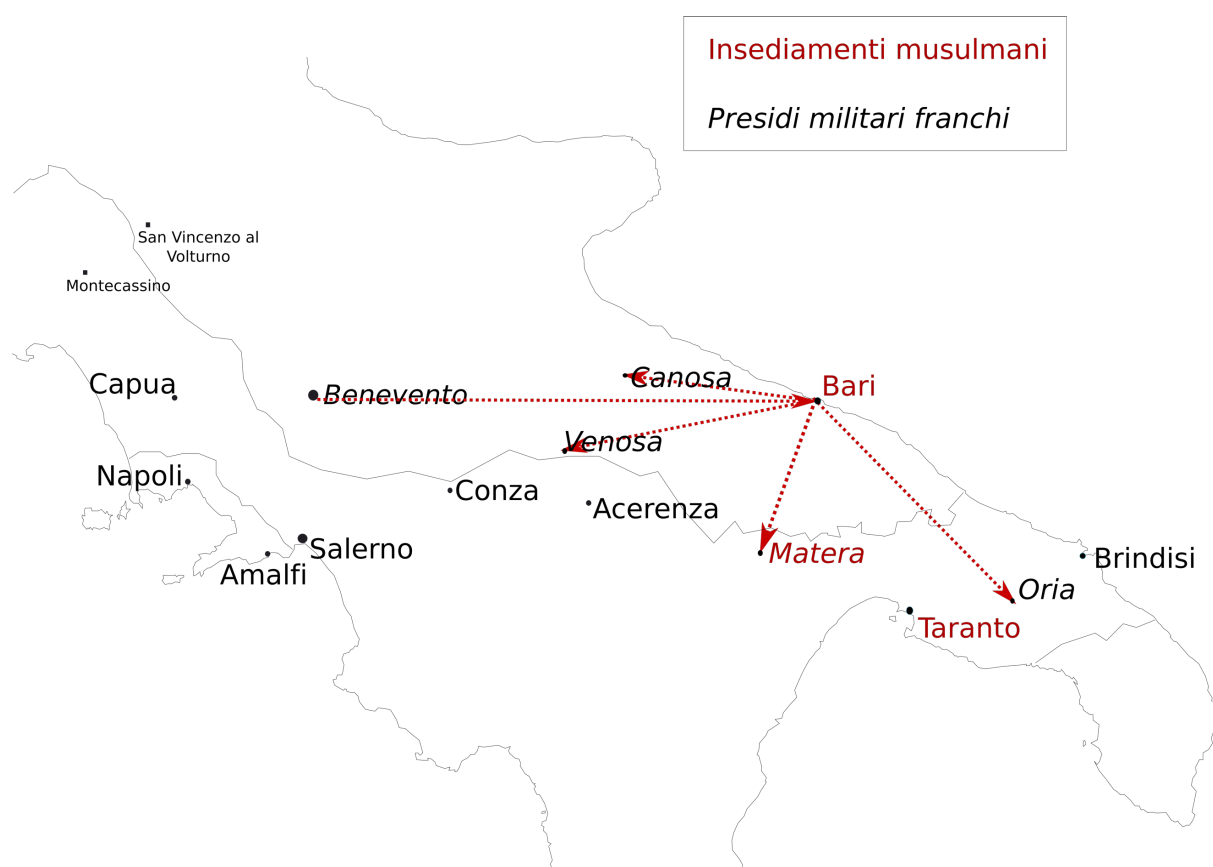 Insediamenti musulmani
Presidi militari franchi
San Vincenzo al
Volturno
Montecassino
Capua
Benevento
Canosa
Bari
Venosa
Napoli
Conza
Acerenza
Salerno
Amalfi
Matera
Brindisi
Oria
Taranto